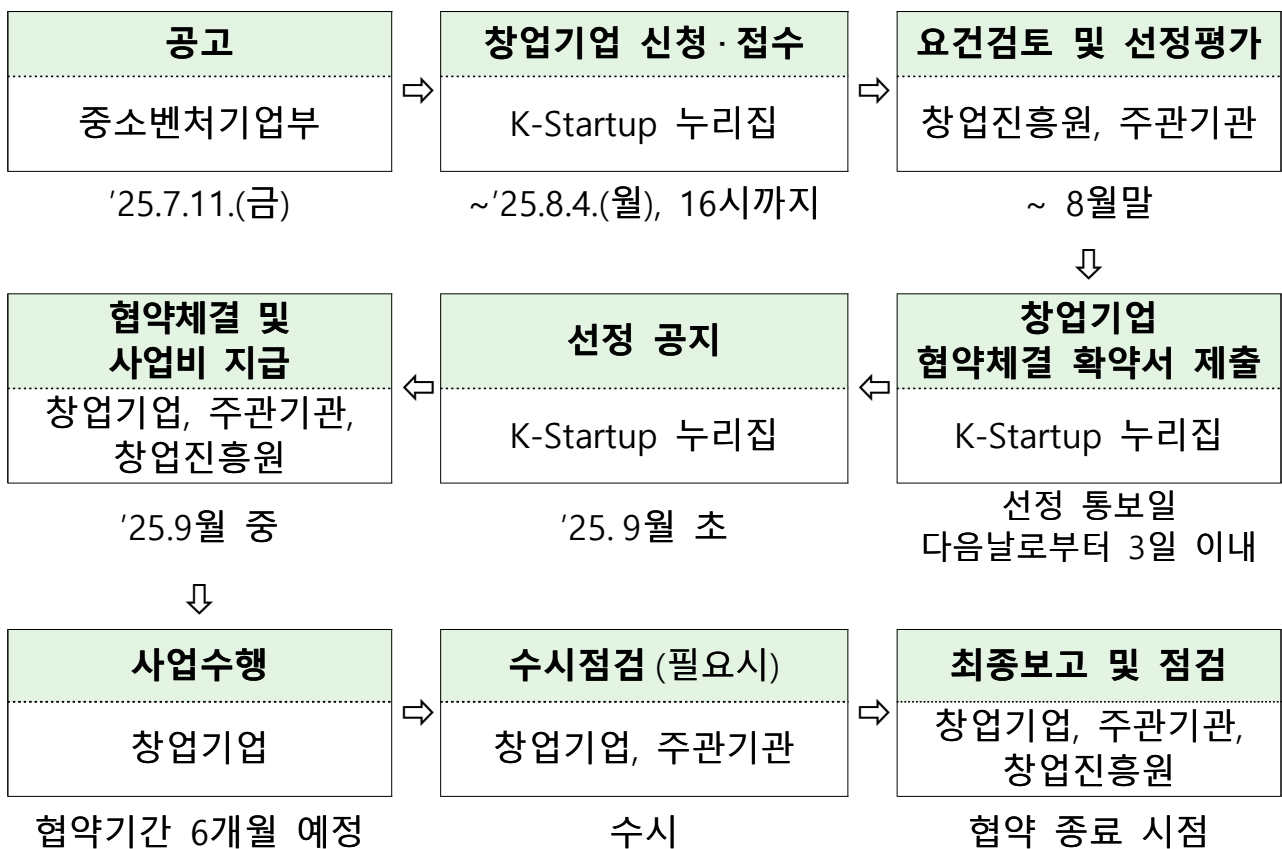 공고
중소벤처기업부
'25.7.11.(금)
⇨
창업기업 신청·접수
K-Startup 누리집
~'25.8.4.(월), 16시까지
⇨
요건검토 및 선정평가
창업진흥원, 주관기관
~ 8월말
⇩
창업기업
협약체결 확약서 제출
K-Startup 누리집
선정 통보일
다음날로부터 3일 이내
⇦
선정 공지
K-Startup 누리집
'25. 9월 초
⇦
협약체결 및
사업비 지급
창업기업, 주관기관,
창업진흥원
'25.9월 중
⇩
사업수행
창업기업
협약기간 6개월 예정
⇨
수시점검 (필요시)
창업기업, 주관기관
수시
⇨
최종보고 및 점검
창업기업, 주관기관,
창업진흥원
협약 종료 시점